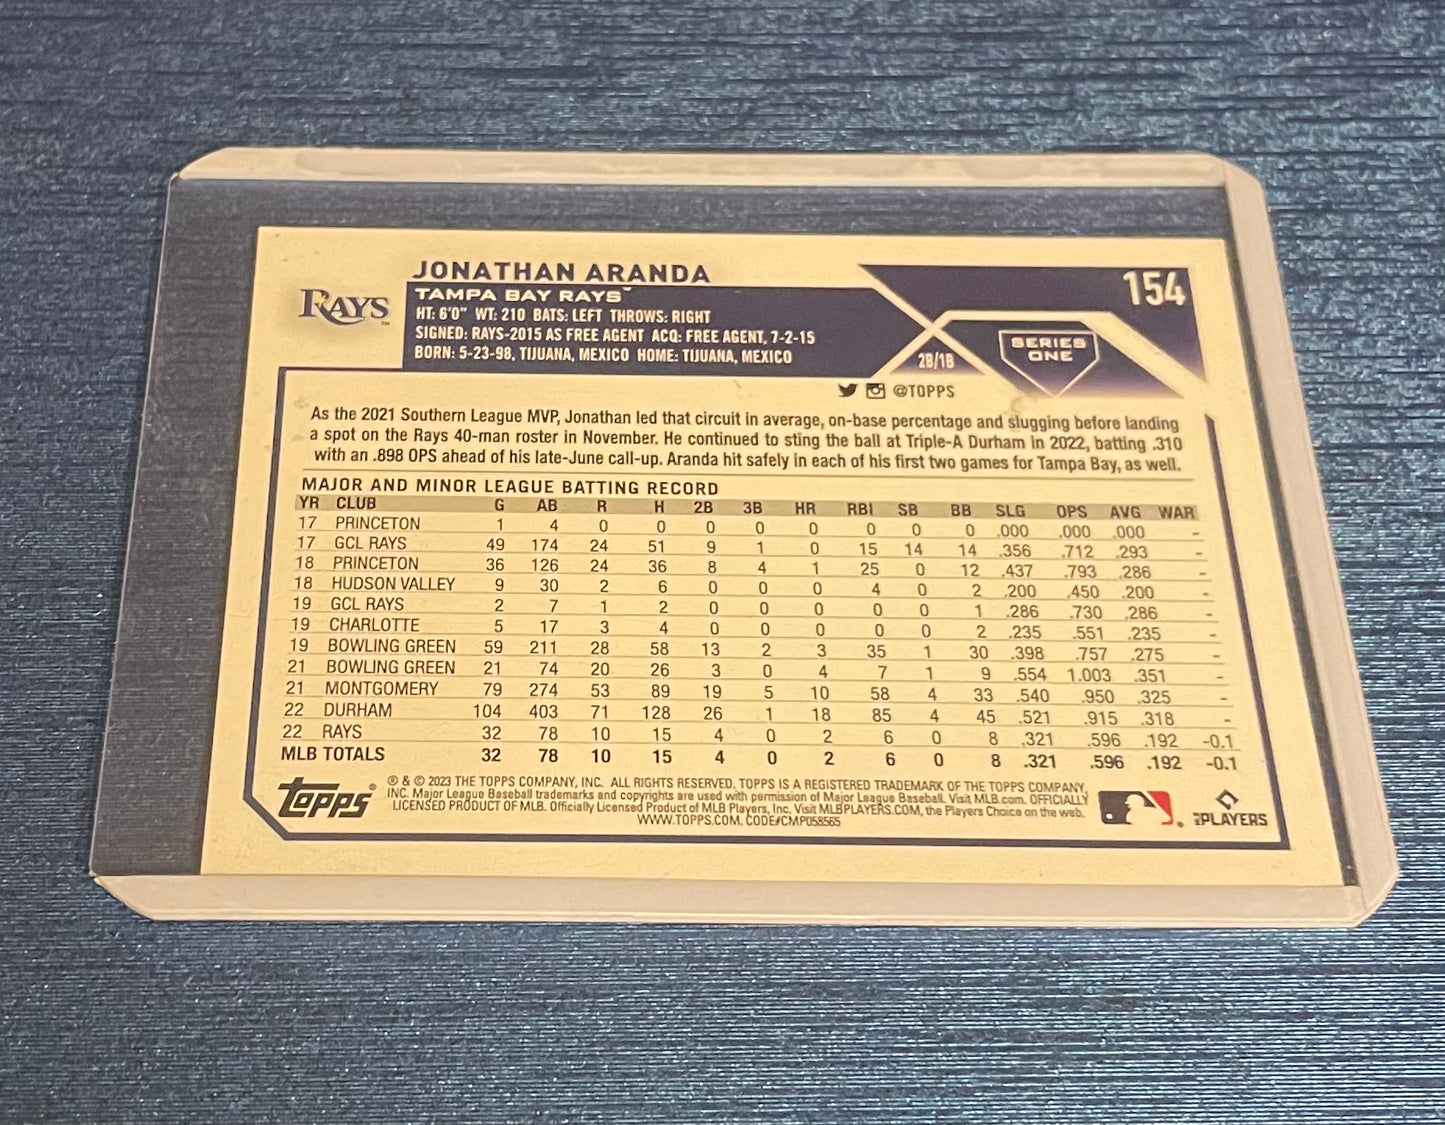 JONATHAN ARANDA
154
RAYS™
TAMPA BAY RAYS™
HT: 6'0" WT: 210 BATS: LEFT THROWS: RIGHT
SIGNED: RAYS-2015 AS FREE AGENT ACQ: FREE AGENT, 7-2-15
BORN: 5-23-98, TIJUANA, MEXICO HOME: TIJUANA, MEXICO
2B/1B
SERIES
ONE
@TOPPS
As the 2021 Southern League MVP, Jonathan led that circuit in average, on-base percentage and slugging before landing
a spot on the Rays 40-man roster in November. He continued to sting the ball at Triple-A Durham in 2022, batting .310
with an .898 OPS ahead of his late-June call-up. Aranda hit safely in each of his first two games for Tampa Bay, as well.
MAJOR AND MINOR LEAGUE BATTING RECORD
YR CLUB G AB R H 2B 3B HR RBI SB BB SLG OPS AVG WAR
17 PRINCETON 1 4 0 0 0 0 0 0 0 0 .000 .000 .000 -
17 GCL RAYS 49 174 24 51 9 1 0 15 14 14 .356 .712 .293 -
18 PRINCETON 36 126 24 36 8 4 1 25 0 12 .437 .793 .286 -
18 HUDSON VALLEY 9 30 2 6 0 0 0 4 0 2 .200 .450 .200 -
19 GCL RAYS 2 7 1 2 0 0 0 0 0 1 .286 .730 .286 -
19 CHARLOTTE 5 17 3 4 0 0 0 0 0 2 .235 .551 .235 -
19 BOWLING GREEN 59 211 28 58 13 2 3 35 1 30 .398 .757 .275 -
21 BOWLING GREEN 21 74 20 26 3 0 4 7 1 9 .554 1.003 .351 -
21 MONTGOMERY 79 274 53 89 19 5 10 58 4 33 .540 .950 .325 -
22 DURHAM 104 403 71 128 26 1 18 85 4 45 .521 .915 .318 -
22 RAYS 32 78 10 15 4 0 2 6 0 8 .321 .596 .192 -0.1
MLB TOTALS 32 78 10 15 4 0 2 6 0 8 .321 .596 .192 -0.1
TOPPS®
® & © 2023 THE TOPPS COMPANY, INC. ALL RIGHTS RESERVED. TOPPS IS A REGISTERED TRADEMARK OF THE TOPPS COMPANY,
INC. Major League Baseball trademarks and copyrights are used with permission of Major League Baseball. Visit MLB.com. OFFICIALLY
LICENSED PRODUCT OF MLB. Officially Licensed Product of MLB Players, Inc. Visit MLBPLAYERS.COM, the Players Choice on the web.
WWW.TOPPS.COM. CODE#CMP058565
MLB PLAYERS